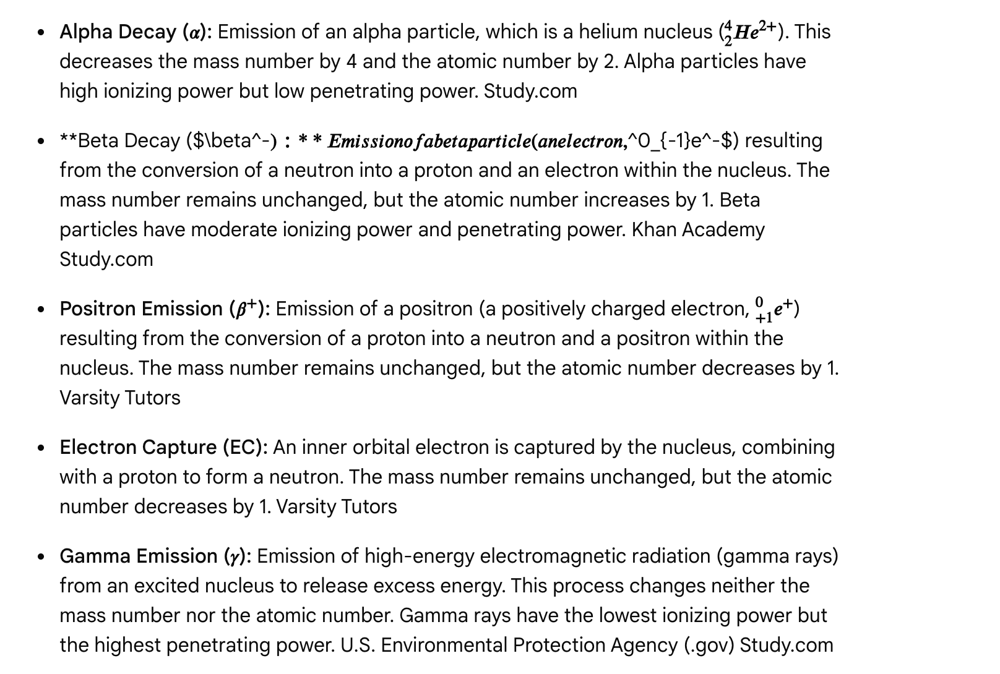 • Alpha Decay (α): Emission of an alpha particle, which is a helium nucleus (⁴₂He²⁺). This
decreases the mass number by 4 and the atomic number by 2. Alpha particles have
high ionizing power but low penetrating power. Study.com
• **Beta Decay ($\beta^-) : ** Emissionofabetaparticle(anelectron,^0_{-1}e^-$) resulting
from the conversion of a neutron into a proton and an electron within the nucleus. The
mass number remains unchanged, but the atomic number increases by 1. Beta
particles have moderate ionizing power and penetrating power. Khan Academy
Study.com
• Positron Emission (β⁺): Emission of a positron (a positively charged electron, ⁰₊₁e⁺)
resulting from the conversion of a proton into a neutron and a positron within the
nucleus. The mass number remains unchanged, but the atomic number decreases by 1.
Varsity Tutors
• Electron Capture (EC): An inner orbital electron is captured by the nucleus, combining
with a proton to form a neutron. The mass number remains unchanged, but the atomic
number decreases by 1. Varsity Tutors
• Gamma Emission (γ): Emission of high-energy electromagnetic radiation (gamma rays)
from an excited nucleus to release excess energy. This process changes neither the
mass number nor the atomic number. Gamma rays have the lowest ionizing power but
the highest penetrating power. U.S. Environmental Protection Agency (.gov) Study.com